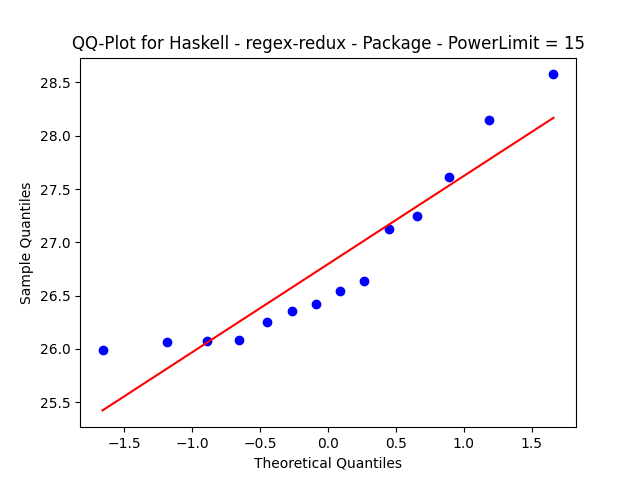 QQ-Plot for Haskell - regex-redux - Package - PowerLimit = 15
28.5
28.0
27.5
27.0
26.5
26.0
25.5
Sample Quantiles
−1.5 −1.0 −0.5 0.0 0.5 1.0 1.5
Theoretical Quantiles